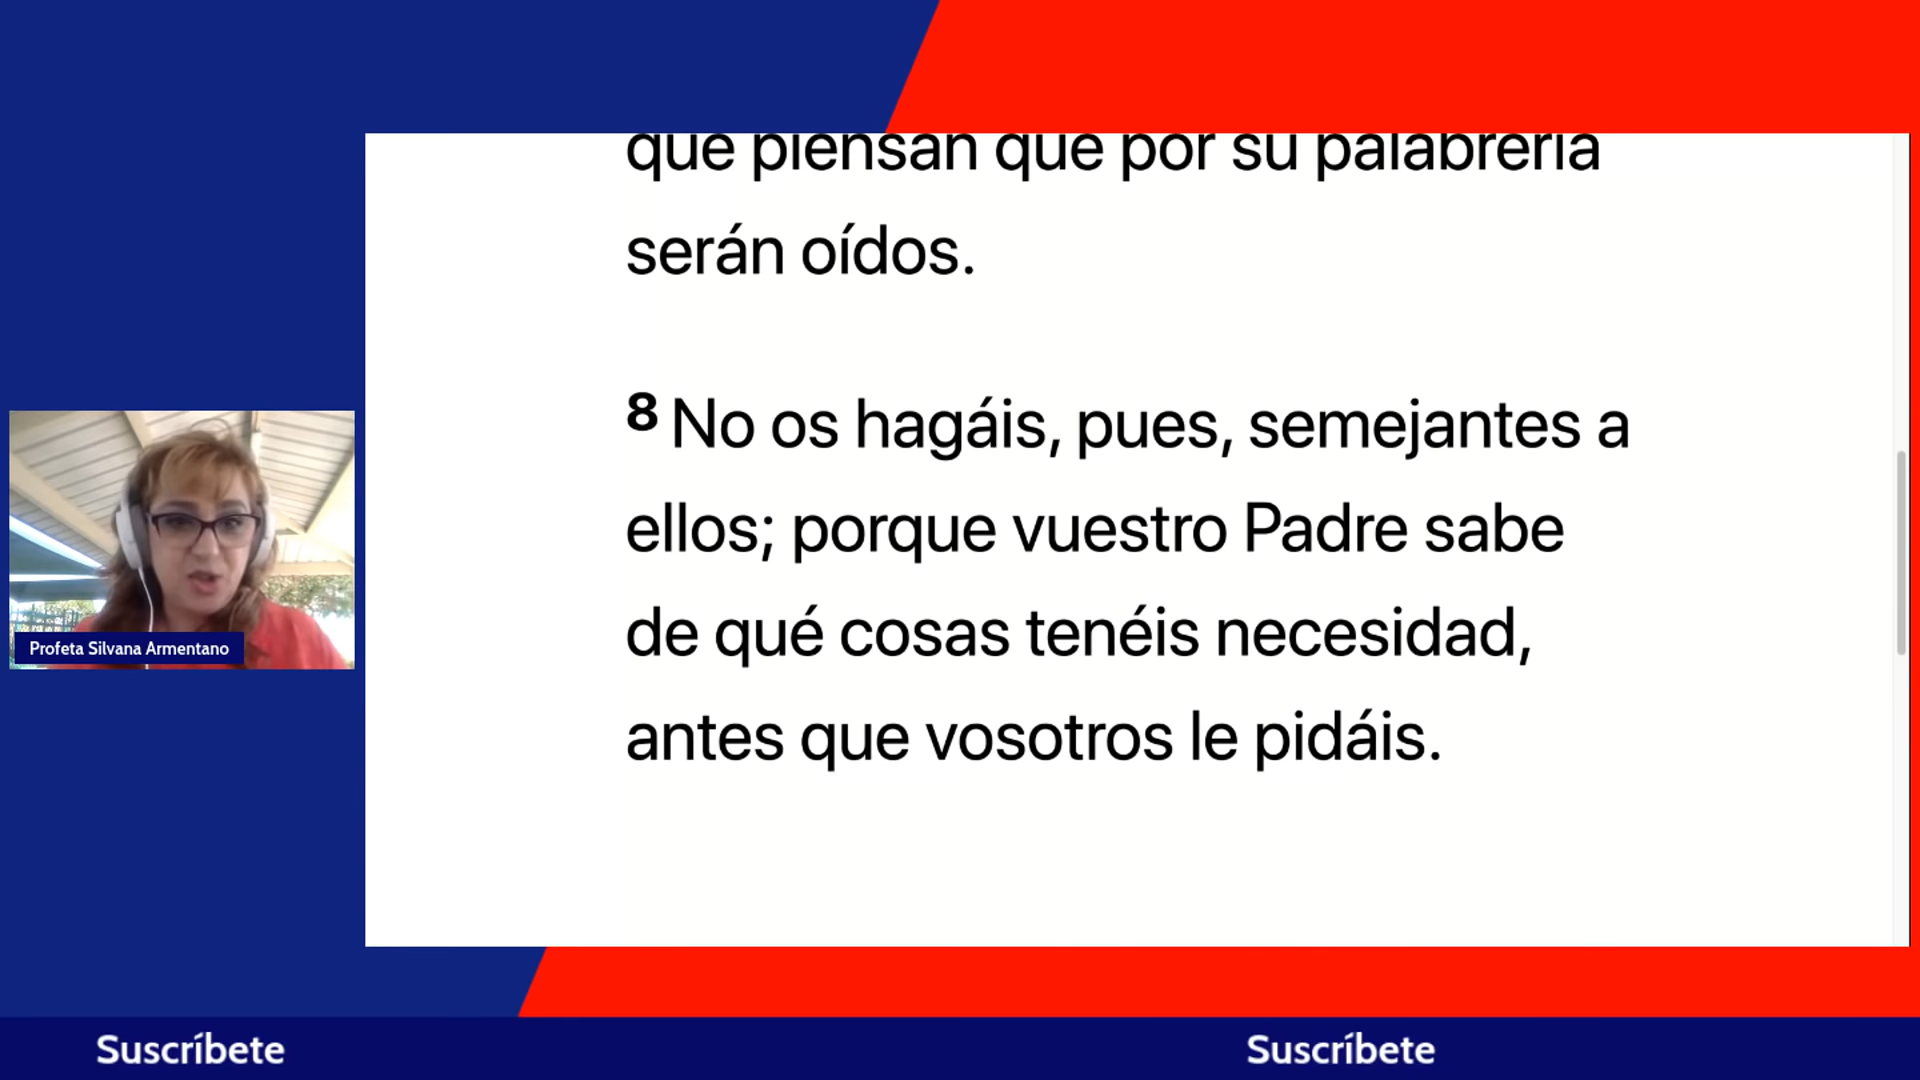 que piensan que por su palabrería
serán oídos.
8 No os hagáis, pues, semejantes a
ellos; porque vuestro Padre sabe
de qué cosas tenéis necesidad,
antes que vosotros le pidáis.
Profeta Silvana Armentano
Suscríbete
Suscríbete